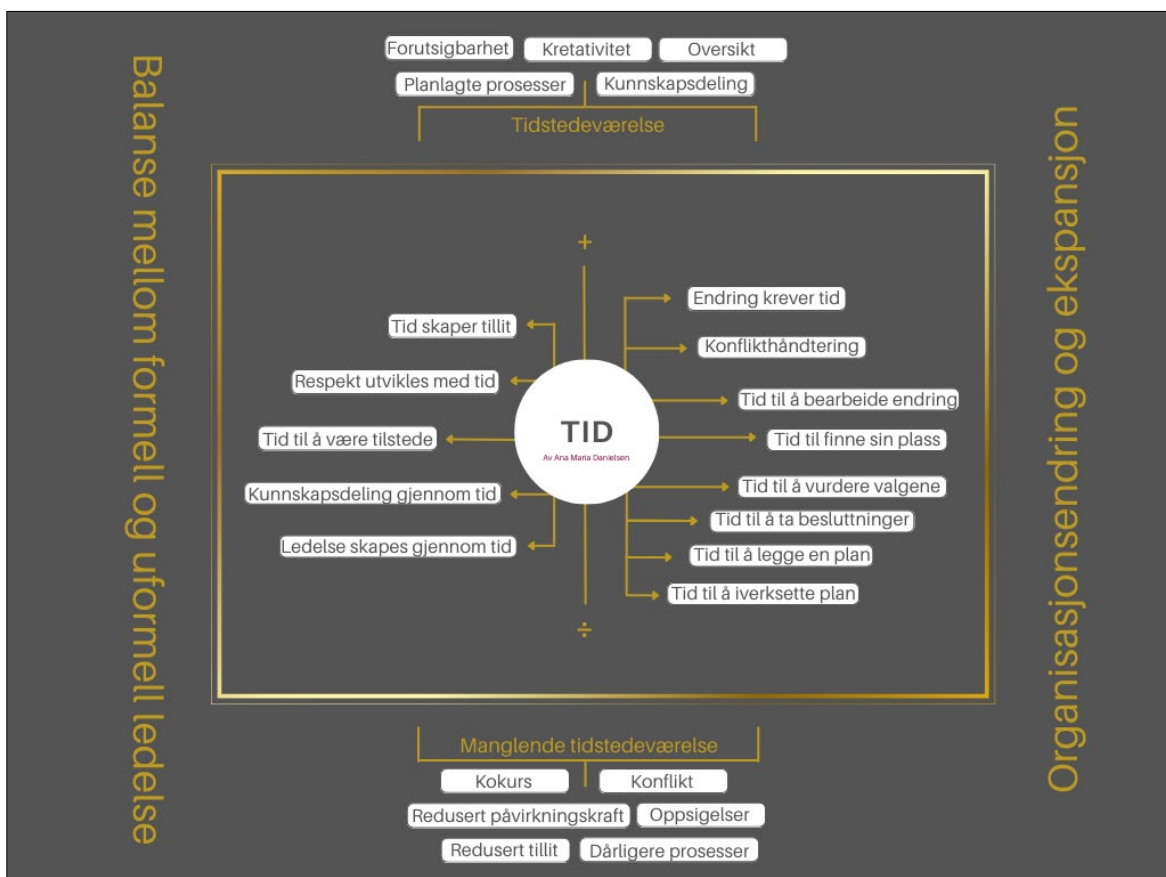 Forutsigbarhet
Kretativitet
Oversikt
Planlagte prosesser
Kunnskapsdeling
Tidstedeværelse
Balanse mellom formell og uformell ledelse
+
Tid skaper tillit
Respekt utvikles med tid
Tid til å være tilstede
Kunnskapsdeling gjennom tid
Ledelse skapes gjennom tid
TID
Av Ana Maria Danielsen
Endring krever tid
Konflikthåndtering
Tid til å bearbeide endring
Tid til finne sin plass
Tid til å vurdere valgene
Tid til å ta besluttninger
Tid til å legge en plan
Tid til å iverksette plan
÷
Organisasjonsendring og ekspansjon
Manglende tidstedeværelse
Kokurs
Konflikt
Redusert påvirkningskraft
Oppsigelser
Redusert tillit
Dårligere prosesser